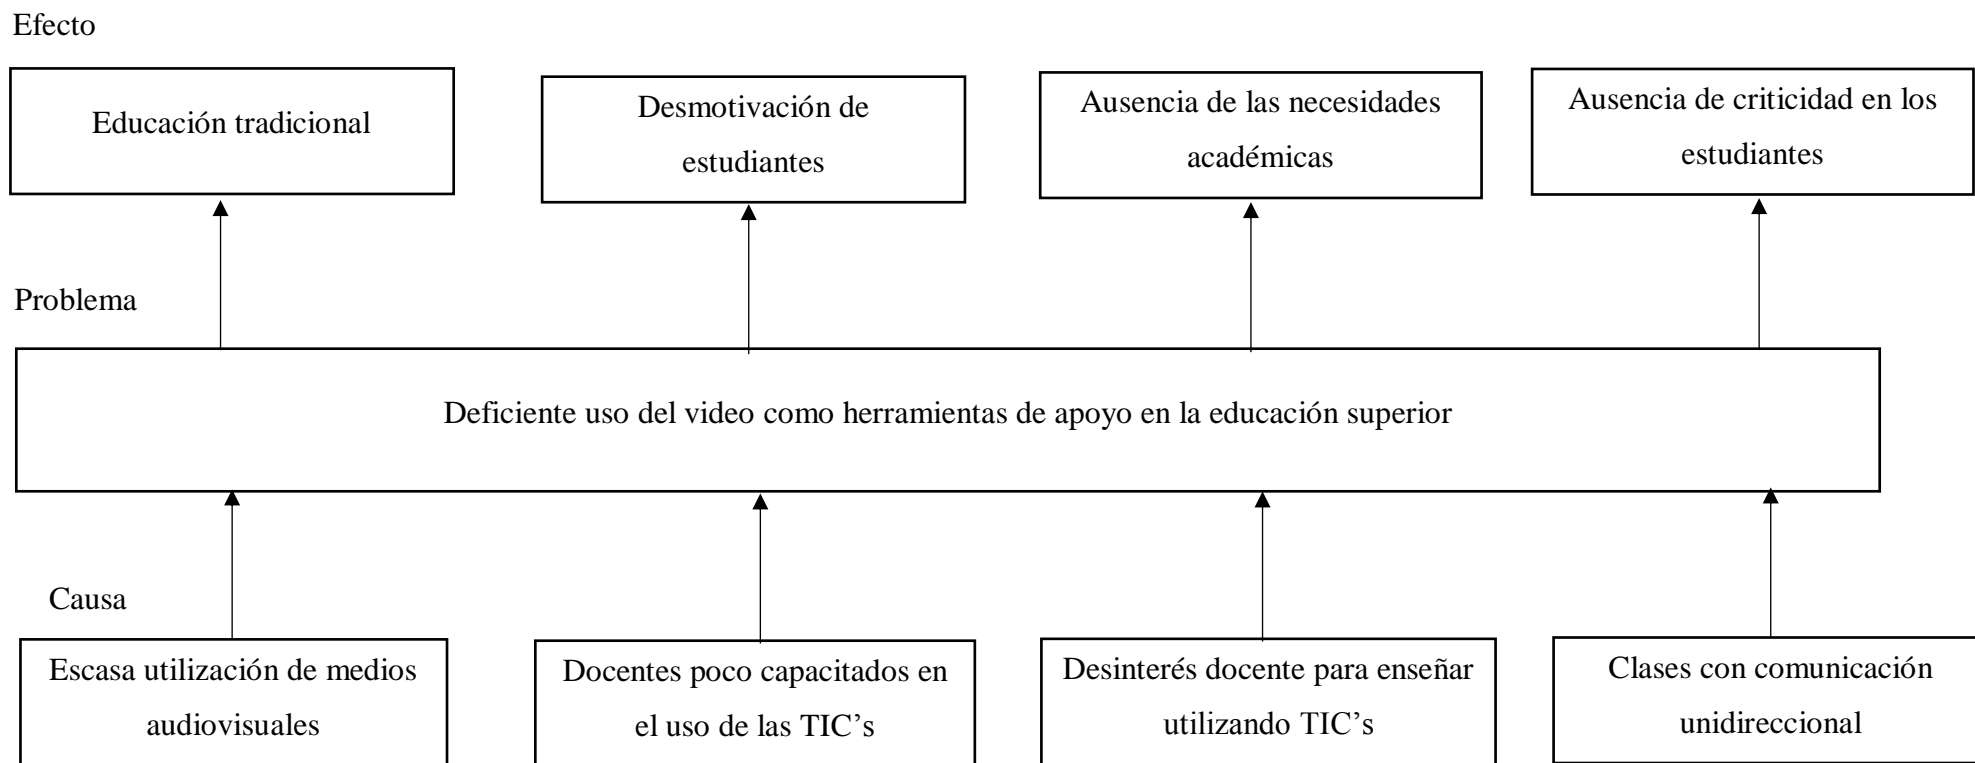 Efecto
Educación tradicional
Desmotivación de
estudiantes
Ausencia de las necesidades
académicas
Ausencia de criticidad en los
estudiantes
Problema
Deficiente uso del video como herramientas de apoyo en la educación superior
Causa
Escasa utilización de medios
audiovisuales
Docentes poco capacitados en
el uso de las TIC’s
Desinterés docente para enseñar
utilizando TIC’s
Clases con comunicación
unidireccional